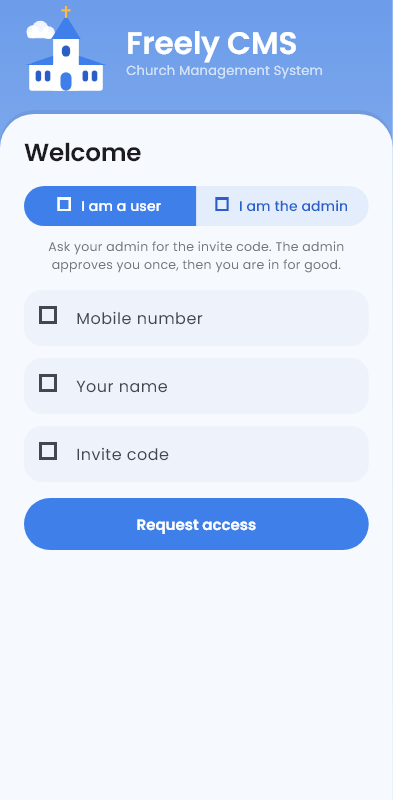 Freely CMS
Church Management System
Welcome
I am a user
I am the admin
Ask your admin for the invite code. The admin
approves you once, then you are in for good.
Mobile number
Your name
Invite code
Request access